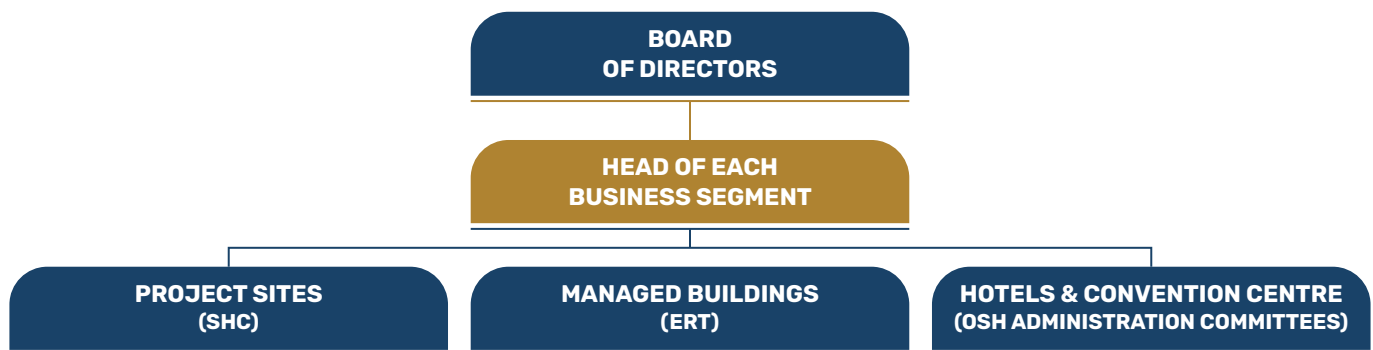 BOARD
OF DIRECTORS
HEAD OF EACH
BUSINESS SEGMENT
PROJECT SITES
(SHC)
MANAGED BUILDINGS
(ERT)
HOTELS & CONVENTION CENTRE
(OSH ADMINISTRATION COMMITTEES)